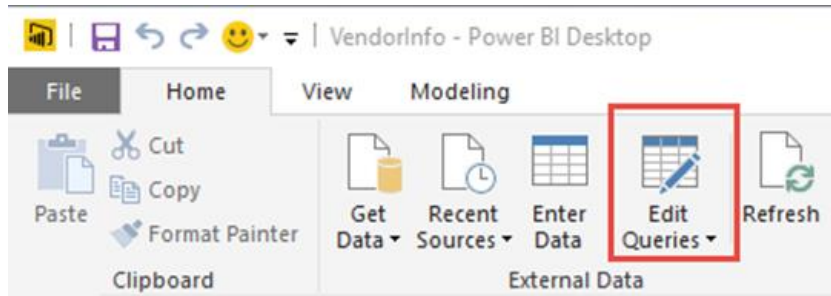 VendorInfo - Power BI Desktop
File Home View Modeling
Cut
Copy
Format Painter
Paste
Clipboard
Get Data
Recent Sources
Enter Data
Edit Queries
Refresh
External Data